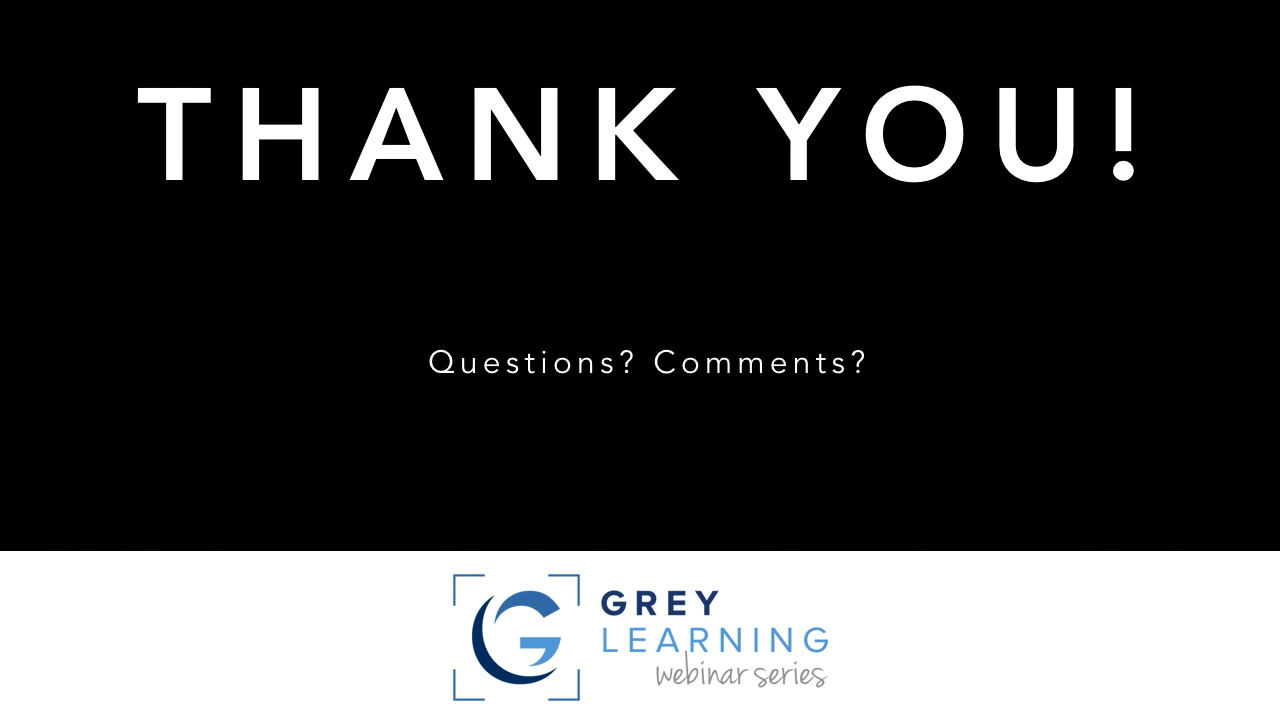 THANK YOU!
Questions? Comments?
GREY
LEARNING
webinar series